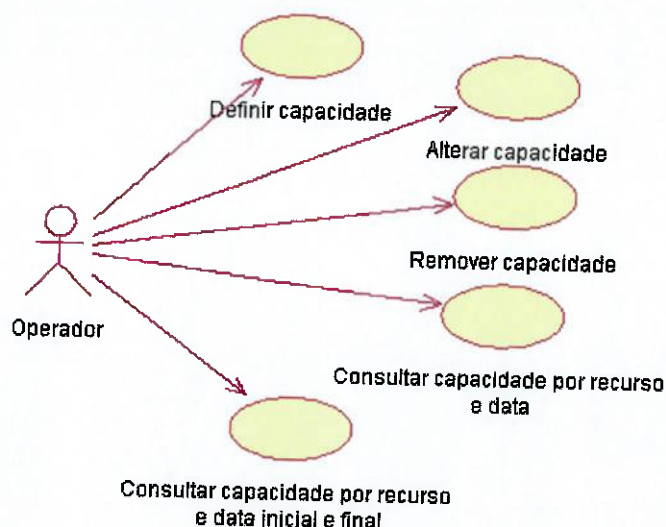 Definir capacidade
Alterar capacidade
Remover capacidade
Operador
Consultar capacidade por recurso
e data
Consultar capacidade por recurso
e data inicial e final